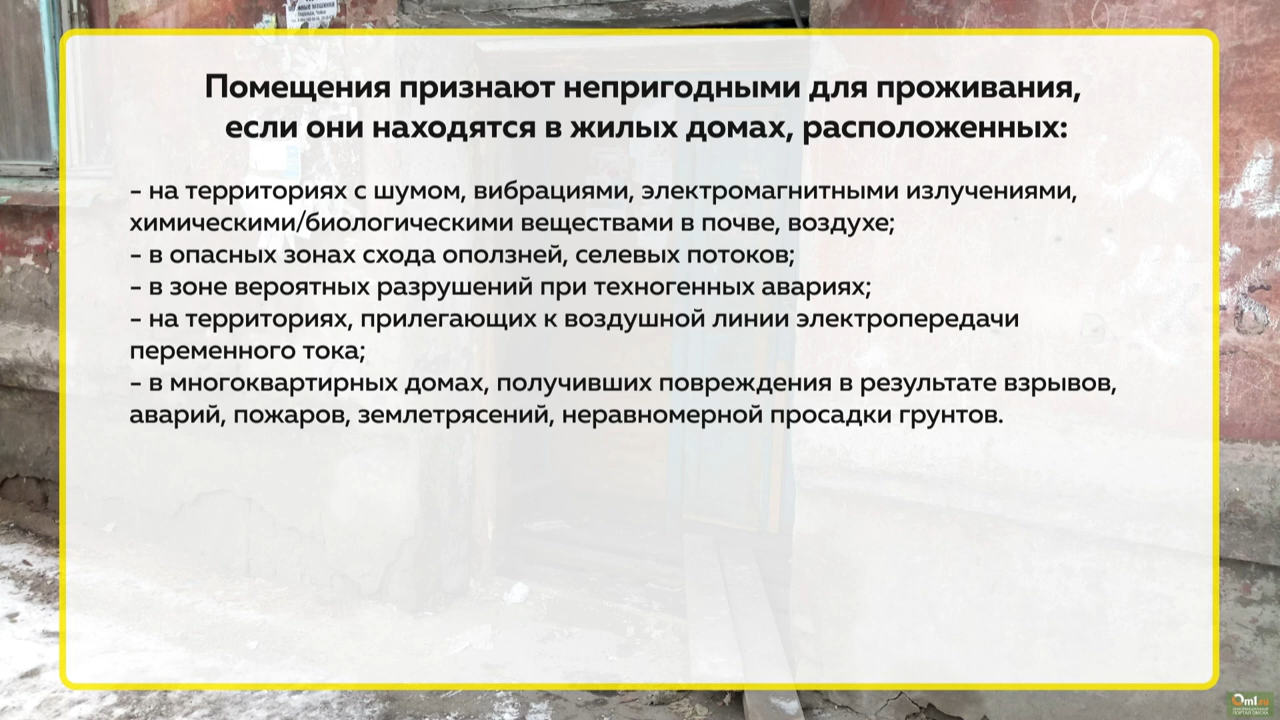 Помещения признают непригодными для проживания,
если они находятся в жилых домах, расположенных:
- на территориях с шумом, вибрациями, электромагнитными излучениями,
химическими/биологическими веществами в почве, воздухе;
- в опасных зонах схода оползней, селевых потоков;
- в зоне вероятных разрушений при техногенных авариях;
- на территориях, прилегающих к воздушной линии электропередачи
переменного тока;
- в многоквартирных домах, получивших повреждения в результате взрывов,
аварий, пожаров, землетрясений, неравномерной просадки грунтов.